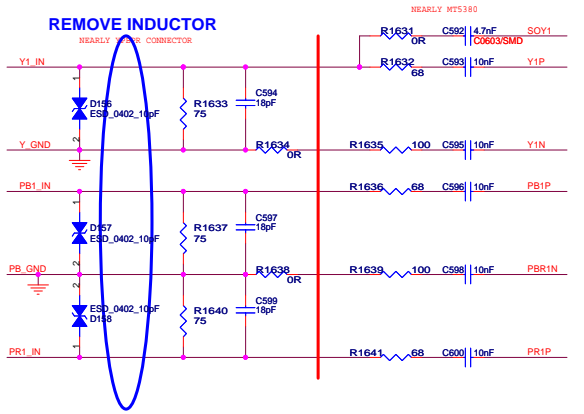 NEARLY MT5380
REMOVE INDUCTOR
NEARLY CONNECTOR
R1631
0R
C592
4.7nF
C0603/SMD
SOY1
Y1_IN
R1632
68
C593
10nF
Y1P
1
D156
ESD_0402_10pF
2
R1633
75
C594
18pF
Y_GND
R1634
0R
R1635
100
C595
10nF
Y1N
PB1_IN
R1636
68
C596
10nF
PB1P
1
D157
ESD_0402_10pF
2
R1637
75
C597
18pF
PB_GND
R1638
0R
R1639
100
C598
10nF
PBR1N
2
ESD_0402_10pF
D158
1
R1640
75
C599
18pF
PR1_IN
R1641
68
C600
10nF
PR1P